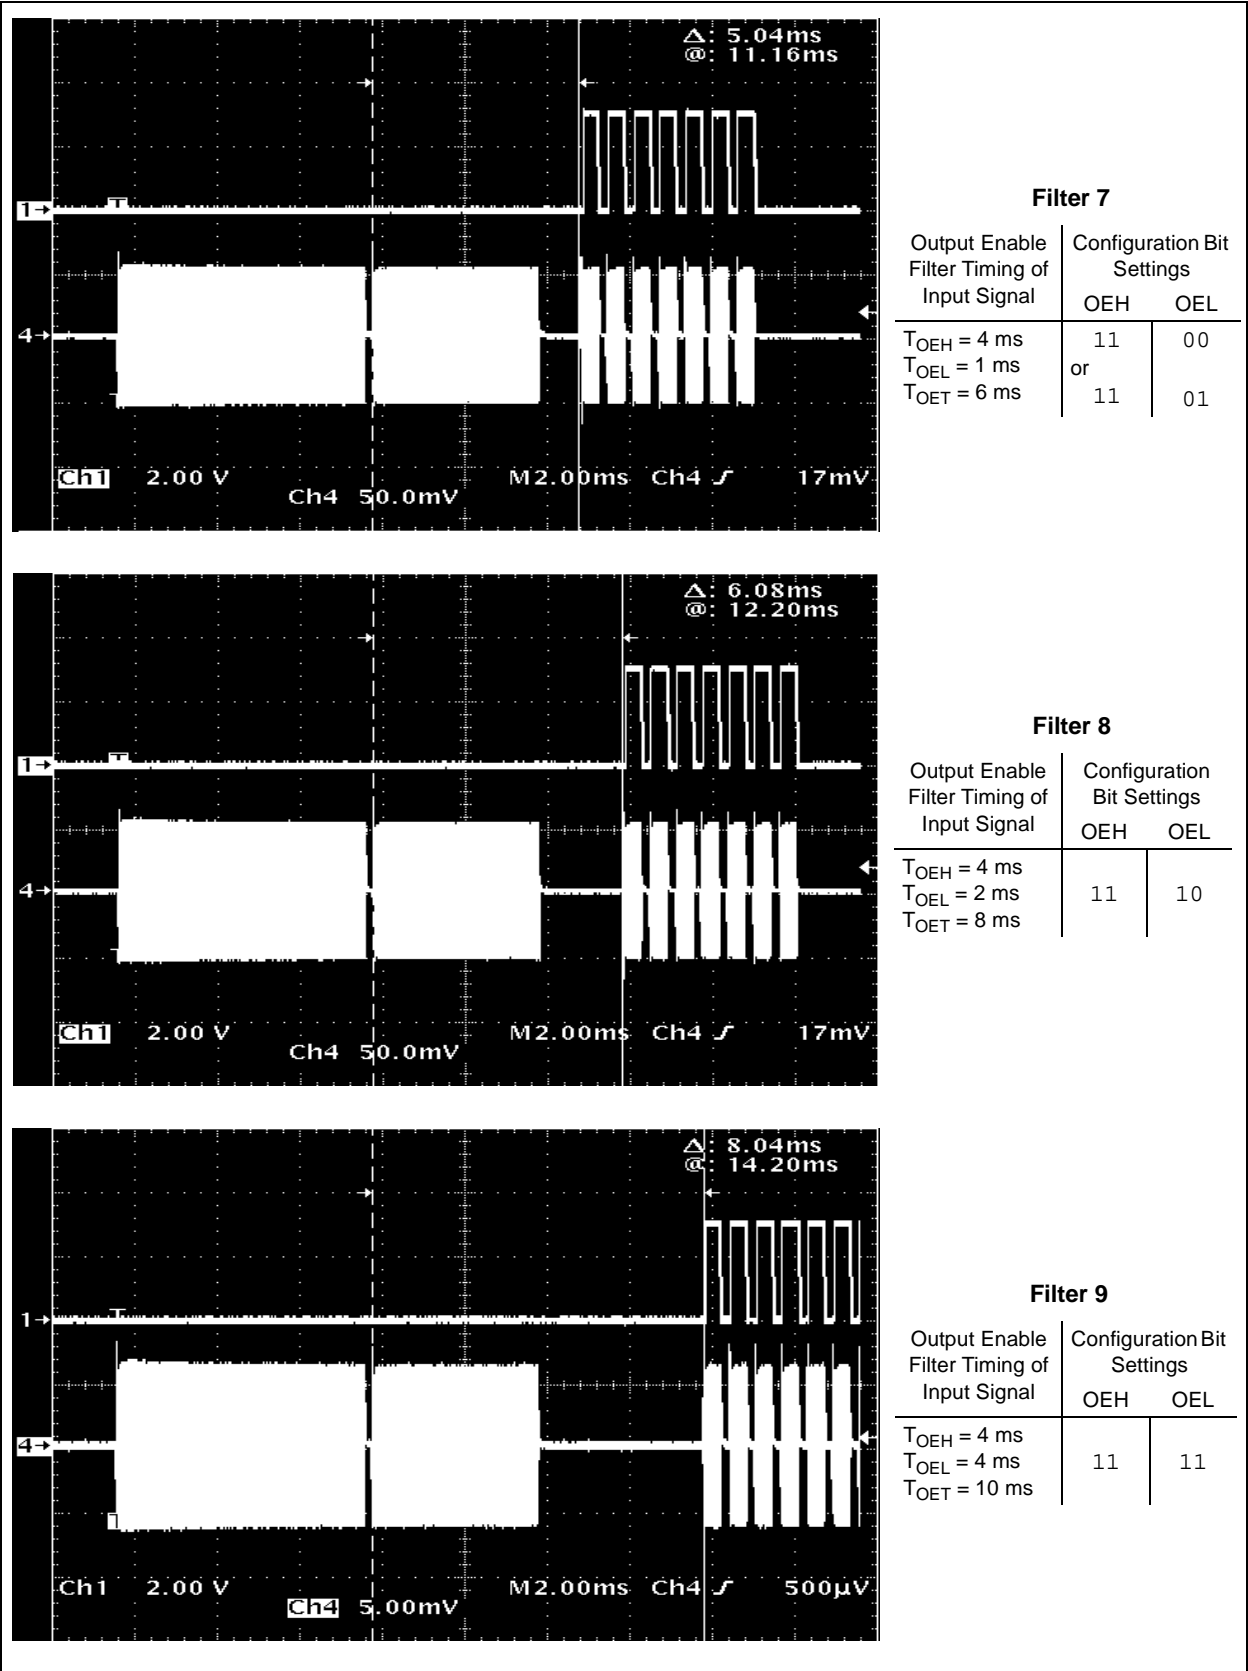 Δ: 5.04ms
@: 11.16ms
1→
T
4→
Ch1 2.00 V
Ch4 50.0mV
M2.00ms Ch4 17mV
Filter 7
Output Enable
Filter Timing of
Input Signal
Configuration Bit
Settings
OEH OEL
TOEH = 4 ms
TOEL = 1 ms
TOET = 6 ms
11 00
or
11 01
Δ: 6.08ms
@: 12.20ms
1→
T
4→
Ch1 2.00 V
Ch4 50.0mV
M2.00ms Ch4 17mV
Filter 8
Output Enable
Filter Timing of
Input Signal
Configuration
Bit Settings
OEH OEL
TOEH = 4 ms
TOEL = 2 ms
TOET = 8 ms
11 10
Δ: 8.04ms
@: 14.20ms
1→
T
4→
Ch1 2.00 V
Ch4 5.00mV
M2.00ms Ch4 500µV
Filter 9
Output Enable
Filter Timing of
Input Signal
Configuration Bit
Settings
OEH OEL
TOEH = 4 ms
TOEL = 4 ms
TOET = 10 ms
11 11